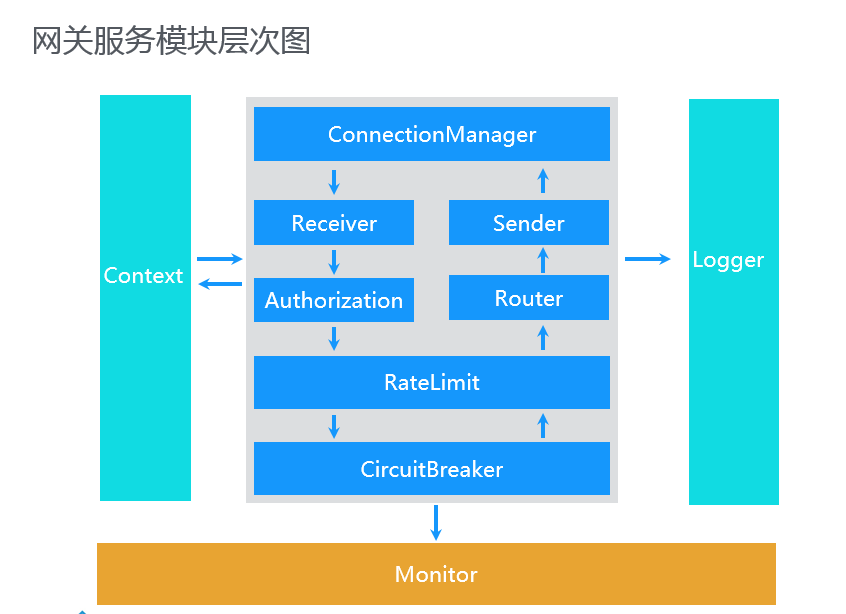 网关服务模块层次图
ConnectionManager
Receiver
Sender
Context
Logger
Authorization
Router
RateLimit
CircuitBreaker
Monitor